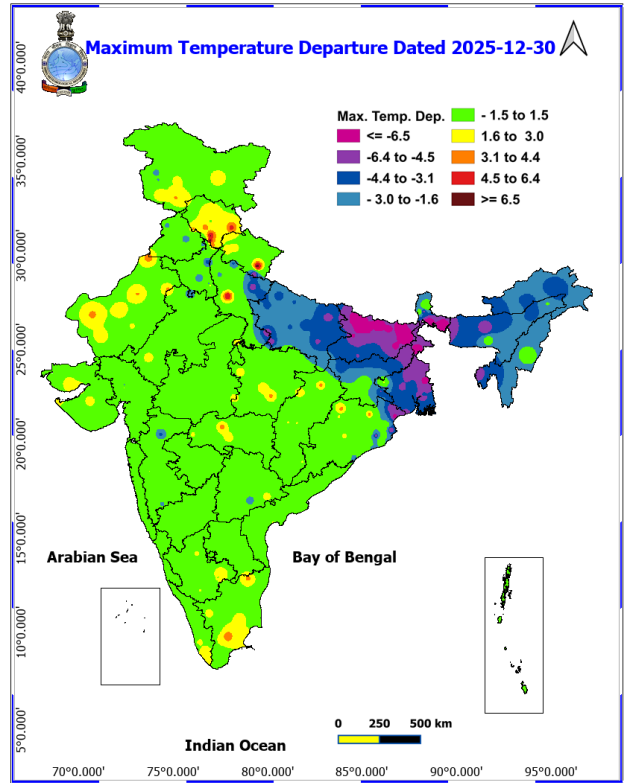 Maximum Temperature Departure Dated 2025-12-30
Max. Temp. Dep.
<= -6.5
-6.4 to -4.5
-4.4 to -3.1
- 3.0 to -1.6
- 1.5 to 1.5
1.6 to 3.0
3.1 to 4.4
4.5 to 6.4
>= 6.5
40°0.000'
35°0.000'
30°0.000'
25°0.000'
20°0.000'
15°0.000'
10°0.000'
5°0.000'
Arabian Sea
Bay of Bengal
Indian Ocean
0 250 500 km
70°0.000' 75°0.000' 80°0.000' 85°0.000' 90°0.000' 95°0.000'